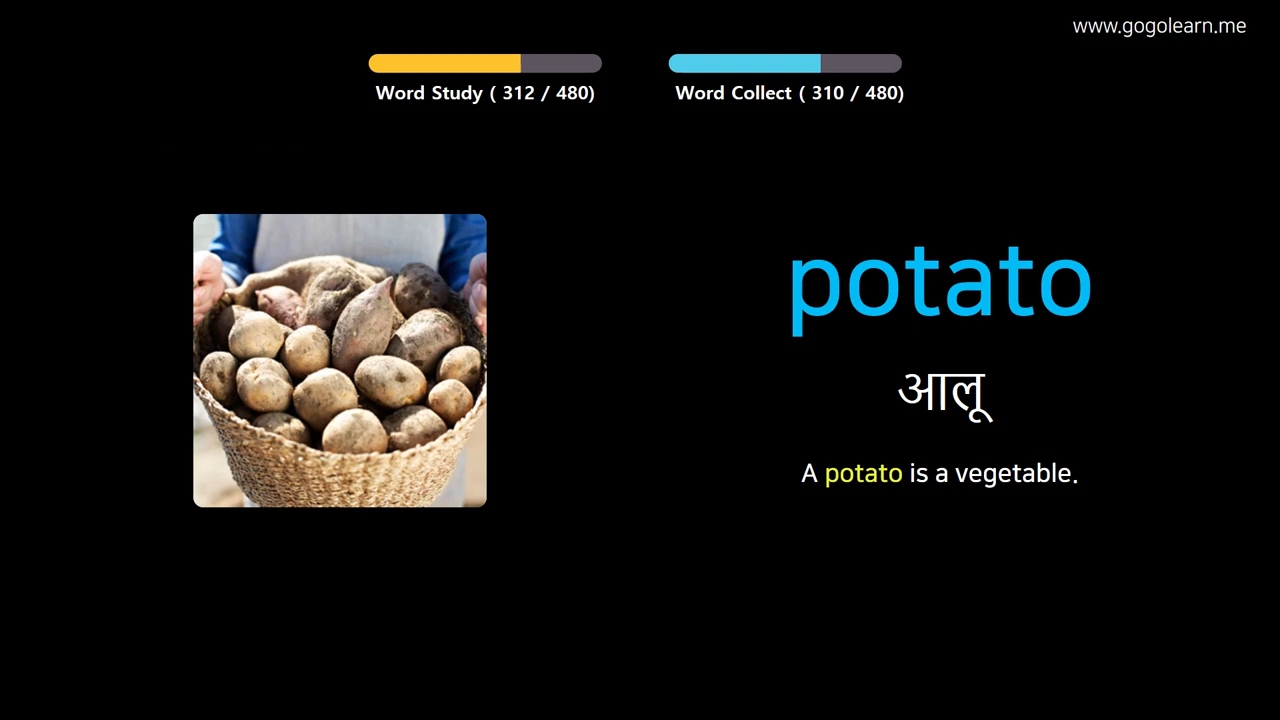 www.gogolearn.me
Word Study ( 312 / 480)
Word Collect ( 310 / 480)
potato
आलू
A potato is a vegetable.